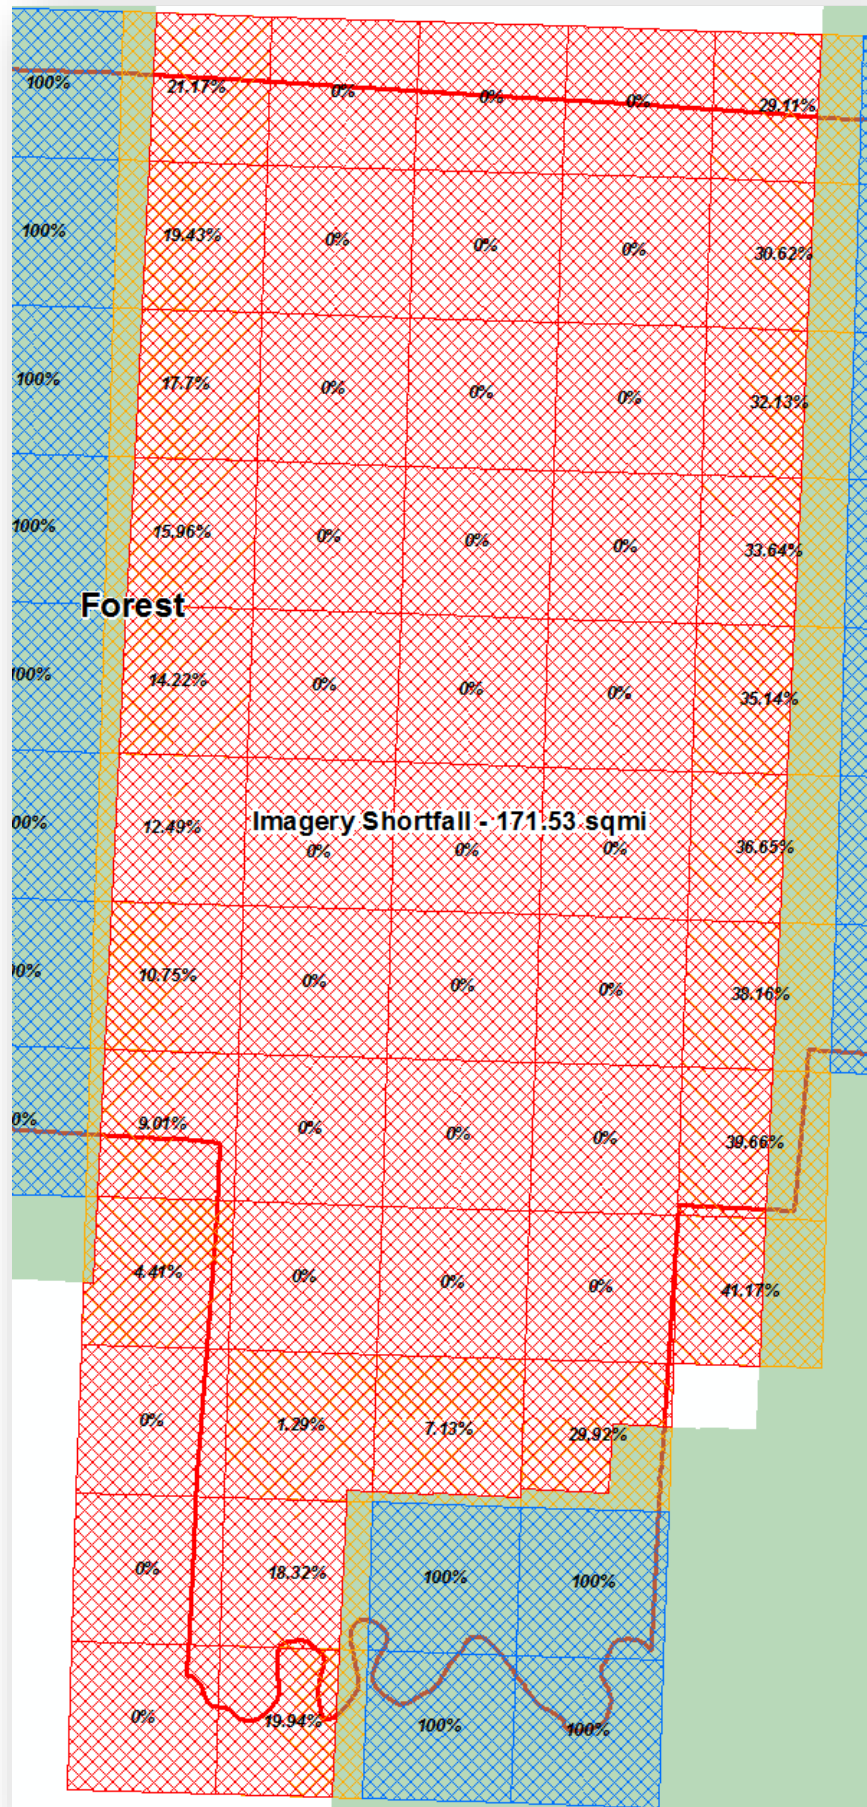 100% 21.17% 0% 0% 0% 29.11%
100% 19.43% 0% 0% 0% 30.62%
100% 17.7% 0% 0% 0% 32.13%
100% 15.96% 0% 0% 0% 33.64%
Forest
100% 14.22% 0% 0% 0% 35.14%
Imagery Shortfall - 171.53 sqmi
00% 12.49% 0% 0% 0% 36.65%
0% 10.75% 0% 0% 0% 38.16%
0% 9.01% 0% 0% 0% 39.66%
4.41% 0% 0% 0% 41.17%
0% 1.29% 7.13% 29.92%
0% 18.32% 100% 100%
0% 19.94% 100% 100%